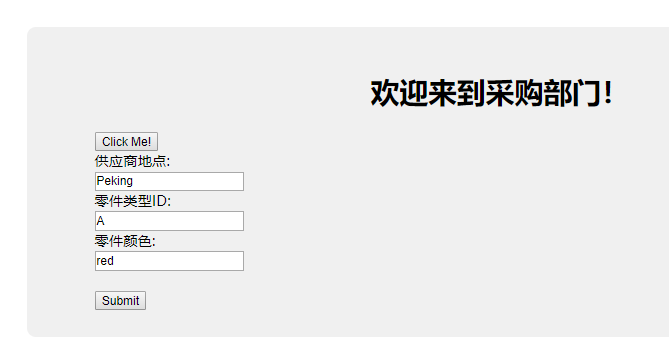 欢迎来到采购部门！
Click Me!
供应商地点:
Peking
零件类型ID:
A
零件颜色:
red
Submit